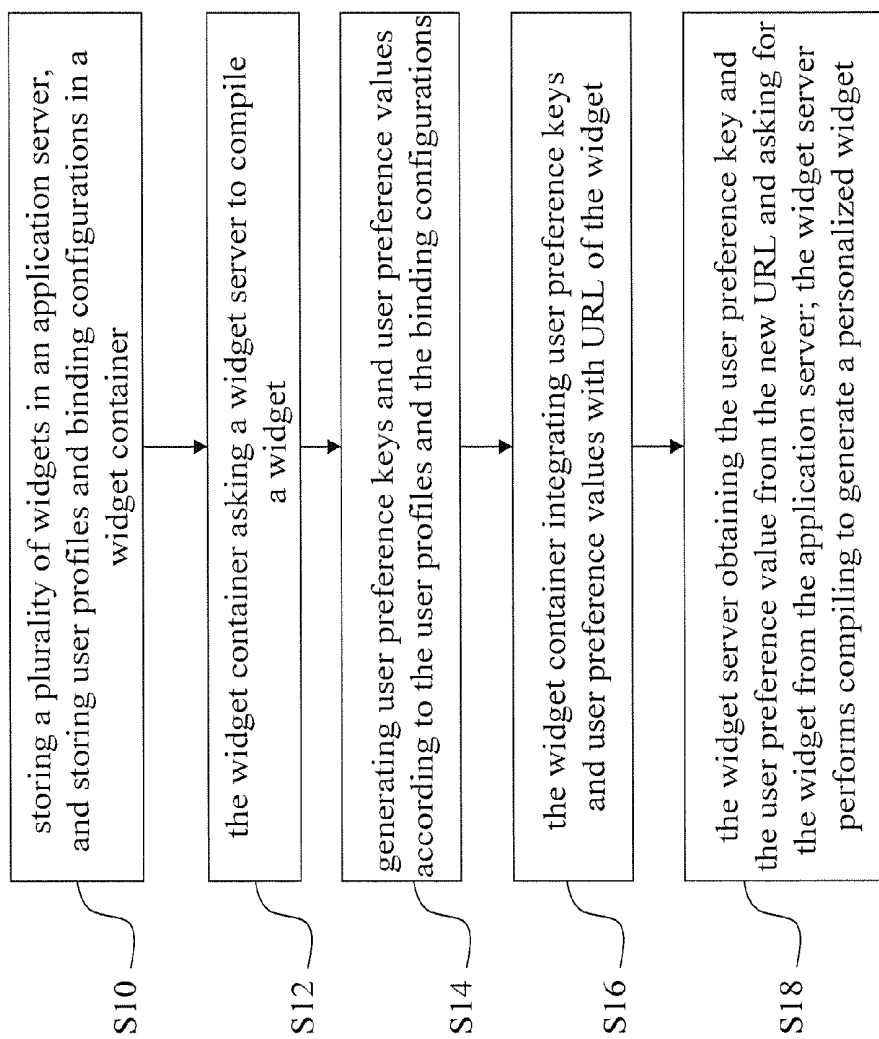 storing a plurality of widgets in an application server,
and storing user profiles and binding configurations in a
widget container
S10
the widget container asking a widget server to compile
a widget
S12
generating user preference keys and user preference values
according to the user profiles and the binding configurations
S14
the widget container integrating user preference keys
and user preference values with URL of the widget
S16
the widget server obtaining the user preference key and
the user preference value from the new URL and asking for
the widget from the application server; the widget server
performs compiling to generate a personalized widget
S18